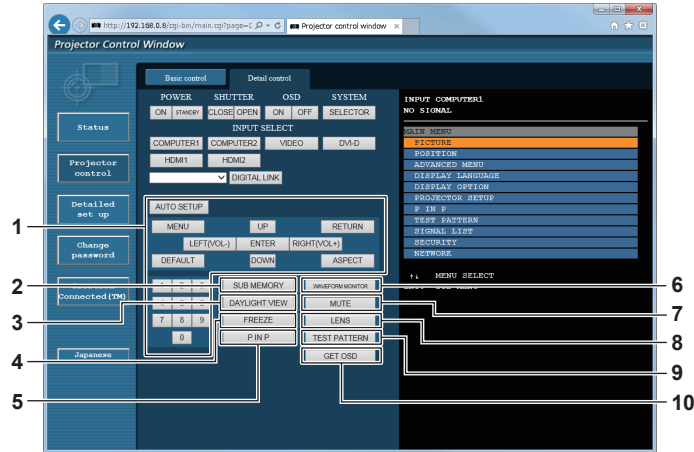 http://192.168.0.8/cgi-bin/main.cgi?page=
Projector control window
Projector Control Window
Basic control
Detail control
POWER SHUTTER OSD SYSTEM
ON STANDBY CLOSE OPEN ON OFF SELECTOR
INPUT SELECT
COMPUTER1 COMPUTER2 VIDEO DVI-D
HDMI1 HDMI2
DIGITAL LINK
AUTO SETUP
MENU UP RETURN
LEFT(VOL-) ENTER RIGHT(VOL+)
DEFAULT DOWN ASPECT
SUB MEMORY WAVEFORM MONITOR
DAYLIGHT VIEW MUTE
7 8 9 FREEZE LENS
0 P IN P TEST PATTERN
GET OSD
Status
Projector
control
Detailed
set up
Change
password
Connected(TM)
Japanese
INPUT COMPUTER1
NO SIGNAL
MAIN MENU
PICTURE
POSITION
ADVANCED MENU
DISPLAY LANGUAGE
DISPLAY OPTION
PROJECTOR SETUP
P IN P
TEST PATTERN
SIGNAL LIST
SECURITY
NETWORK
↑↓ MENU SELECT
1
2
3
4
5
6
7
8
9
10